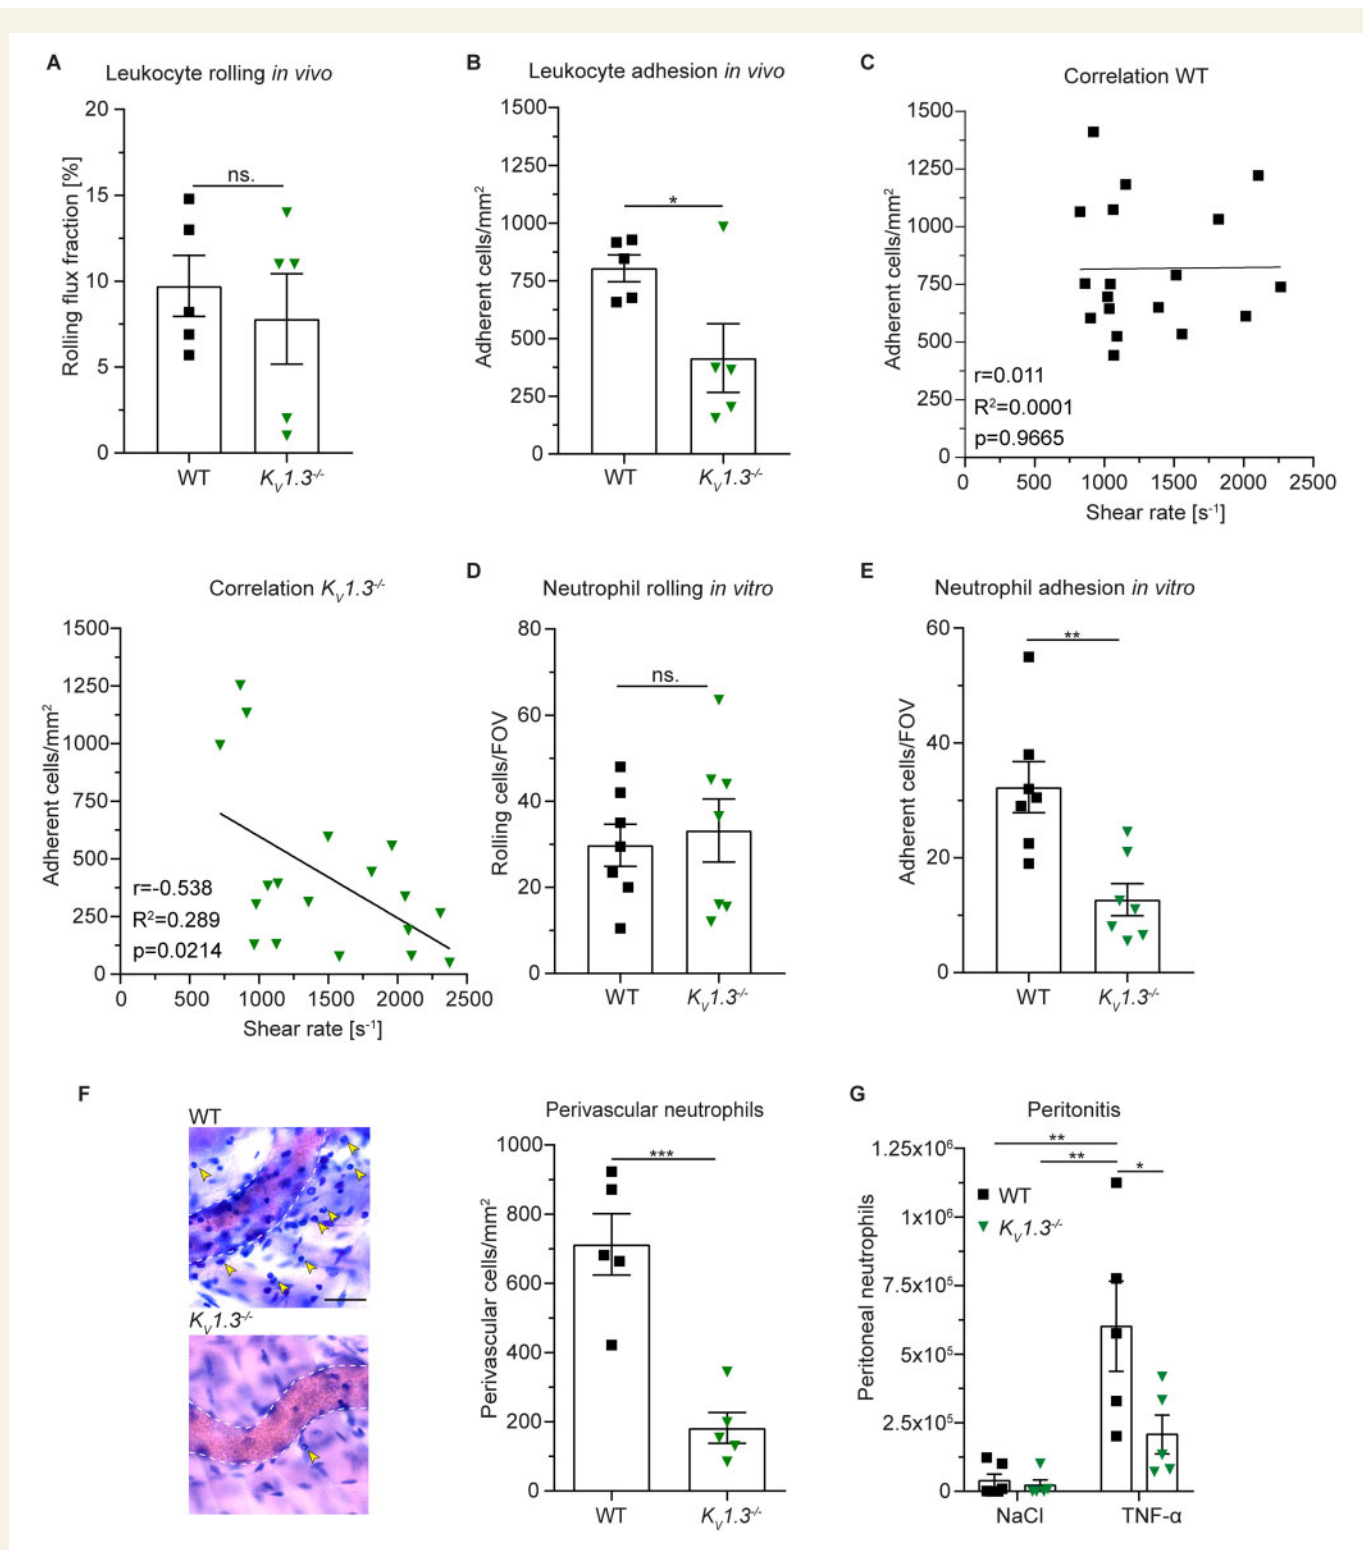 A
Leukocyte rolling in vivo
Rolling flux fraction [%]
20
15
10
5
0
ns.
WT
Kv1.3-/-
B
Leukocyte adhesion in vivo
Adherent cells/mm²
1500
1250
1000
750
500
250
0
*
WT
Kv1.3-/-
C
Correlation WT
Adherent cells/mm²
1500
1250
1000
750
500
250
0
r=0.011
R²=0.0001
p=0.9665
0 500 1000 1500 2000 2500
Shear rate [s⁻¹]
Correlation Kv1.3-/-
Adherent cells/mm²
1500
1250
1000
750
500
250
0
r=-0.538
R²=0.289
p=0.0214
0 500 1000 1500 2000 2500
Shear rate [s⁻¹]
D
Neutrophil rolling in vitro
Rolling cells/FOV
80
60
40
20
0
ns.
WT
Kv1.3-/-
E
Neutrophil adhesion in vitro
Adherent cells/FOV
60
40
20
0
**
WT
Kv1.3-/-
F
WT
Kv1.3-/-
Perivascular neutrophils
Perivascular cells/mm²
1000
800
600
400
200
0
***
WT
Kv1.3-/-
G
Peritonitis
Peritoneal neutrophils
1.25x10⁶
1x10⁶
7.5x10⁵
5x10⁵
2.5x10⁵
0
**
**
*
WT
Kv1.3-/-
NaCl
TNF-α